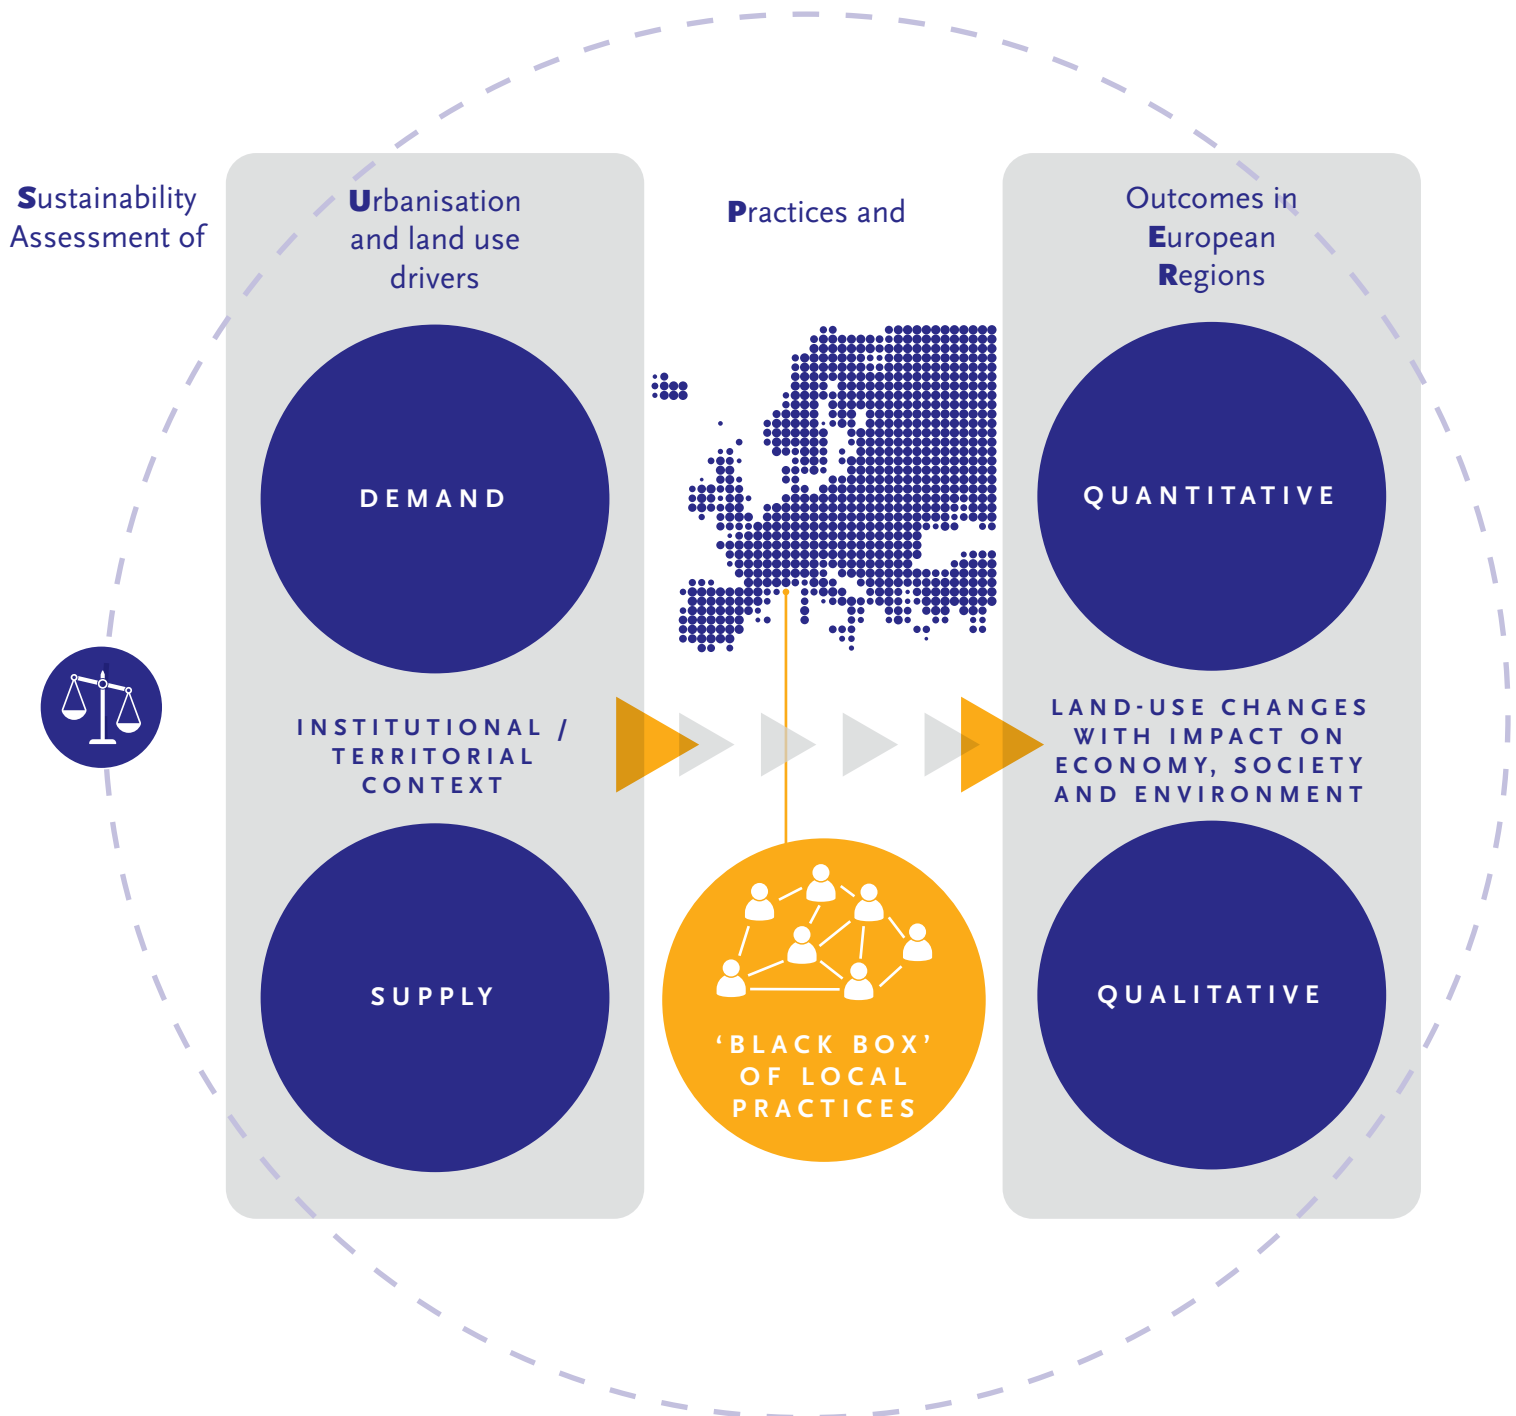 Sustainability
Assessment of
Urbanisation
and land use
drivers
Practices and
Outcomes in
European
Regions
DEMAND
QUANTITATIVE
INSTITUTIONAL /
TERRITORIAL
CONTEXT
LAND-USE CHANGES
WITH IMPACT ON
ECONOMY, SOCIETY
AND ENVIRONMENT
SUPPLY
‘BLACK BOX’
OF LOCAL
PRACTICES
QUALITATIVE